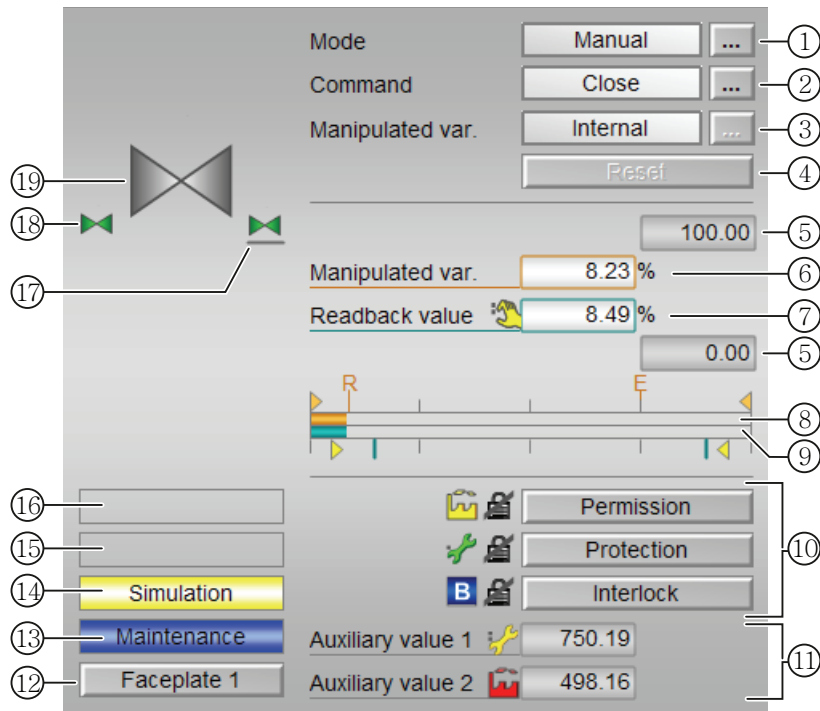 Mode Manual ... ①
Command Close ... ②
Manipulated var. Internal ... ③
Reset ④
⑲
⑱
100.00 ⑤
⑰
Manipulated var. 8.23 % ⑥
Readback value 8.49 % ⑦
0.00 ⑤
R E
⑧
⑨
⑯
Permission
⑮
Protection
⑩
⑭ Simulation
B Interlock
⑬ Maintenance
Auxiliary value 1 750.19
⑪
⑫ Faceplate 1
Auxiliary value 2 498.16